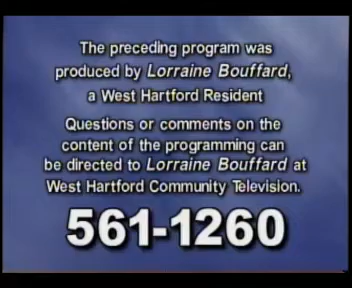 The preceding program was
produced by Lorraine Bouffard,
a West Hartford Resident
Questions or comments on the
content of the programming can
be directed to Lorraine Bouffard at
West Hartford Community Television.
561-1260